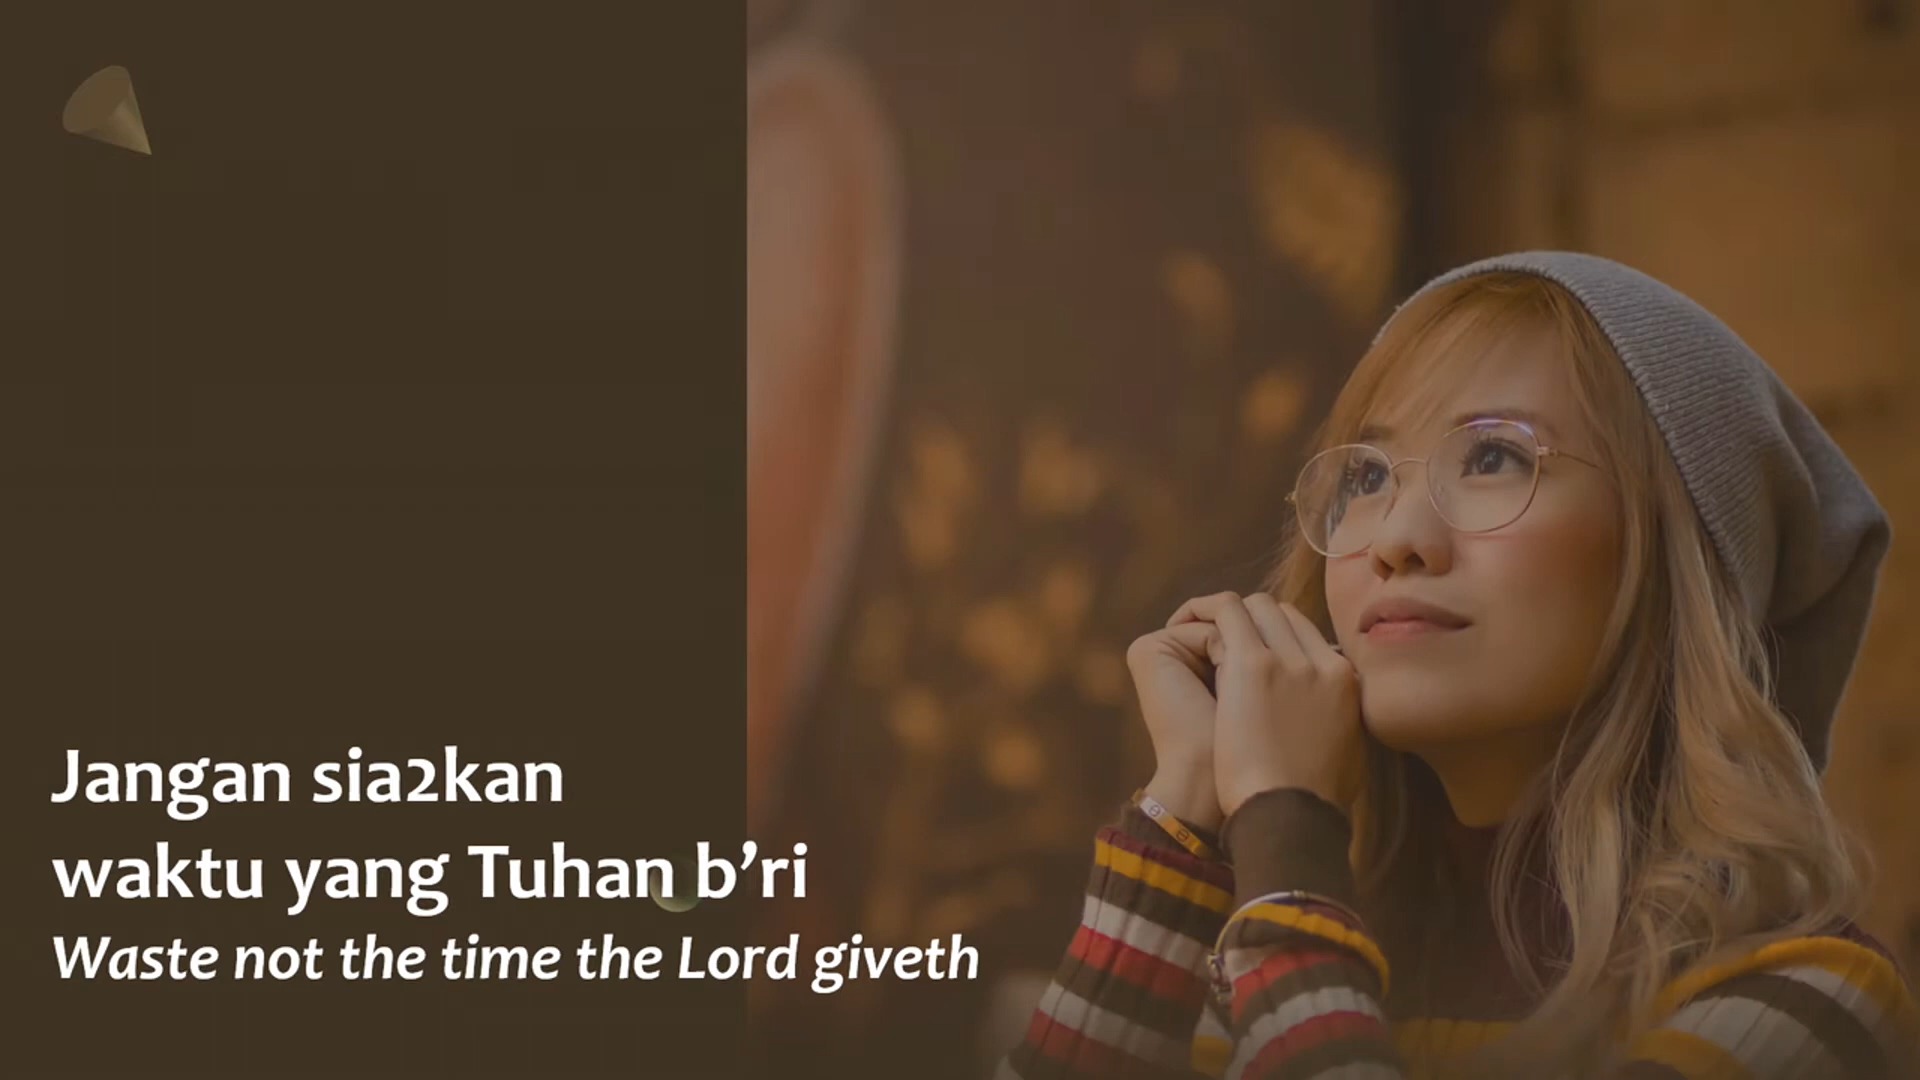 Jangan sia2kan
waktu yang Tuhan b’ri
Waste not the time the Lord giveth